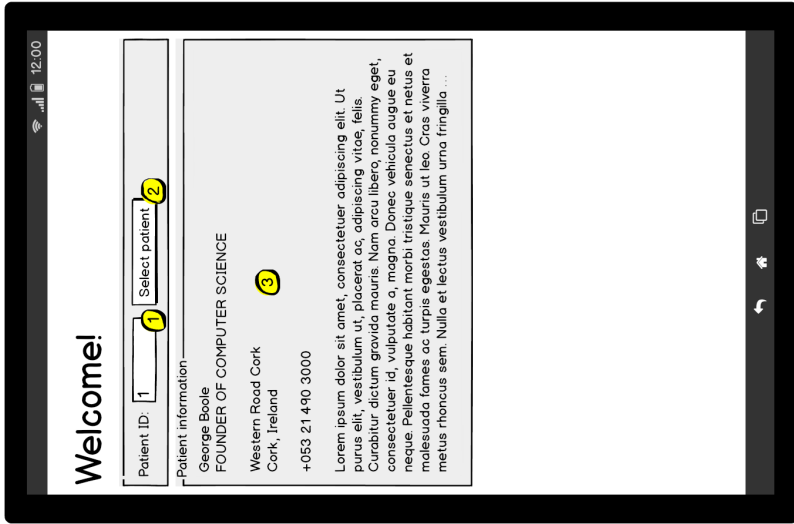 12:00
Welcome!
Patient ID: 1 1 Select patient 2
Patient information
George Boole
FOUNDER OF COMPUTER SCIENCE
Western Road Cork
Cork, Ireland
3
+053 21 490 3000
Lorem ipsum dolor sit amet, consectetuer adipiscing elit. Ut
purus elit, vestibulum ut, placerat ac, adipiscing vitae, felis.
Curabitur dictum gravida mauris. Nam arcu libero, nonummy eget,
consectetuer id, vulputate a, magna. Donec vehicula augue eu
neque. Pellentesque habitant morbi tristique senectus et netus et
malesuada fames ac turpis egestas. Mauris ut leo. Cras viverra
metus rhoncus sem. Nulla et lectus vestibulum urna fringilla ...